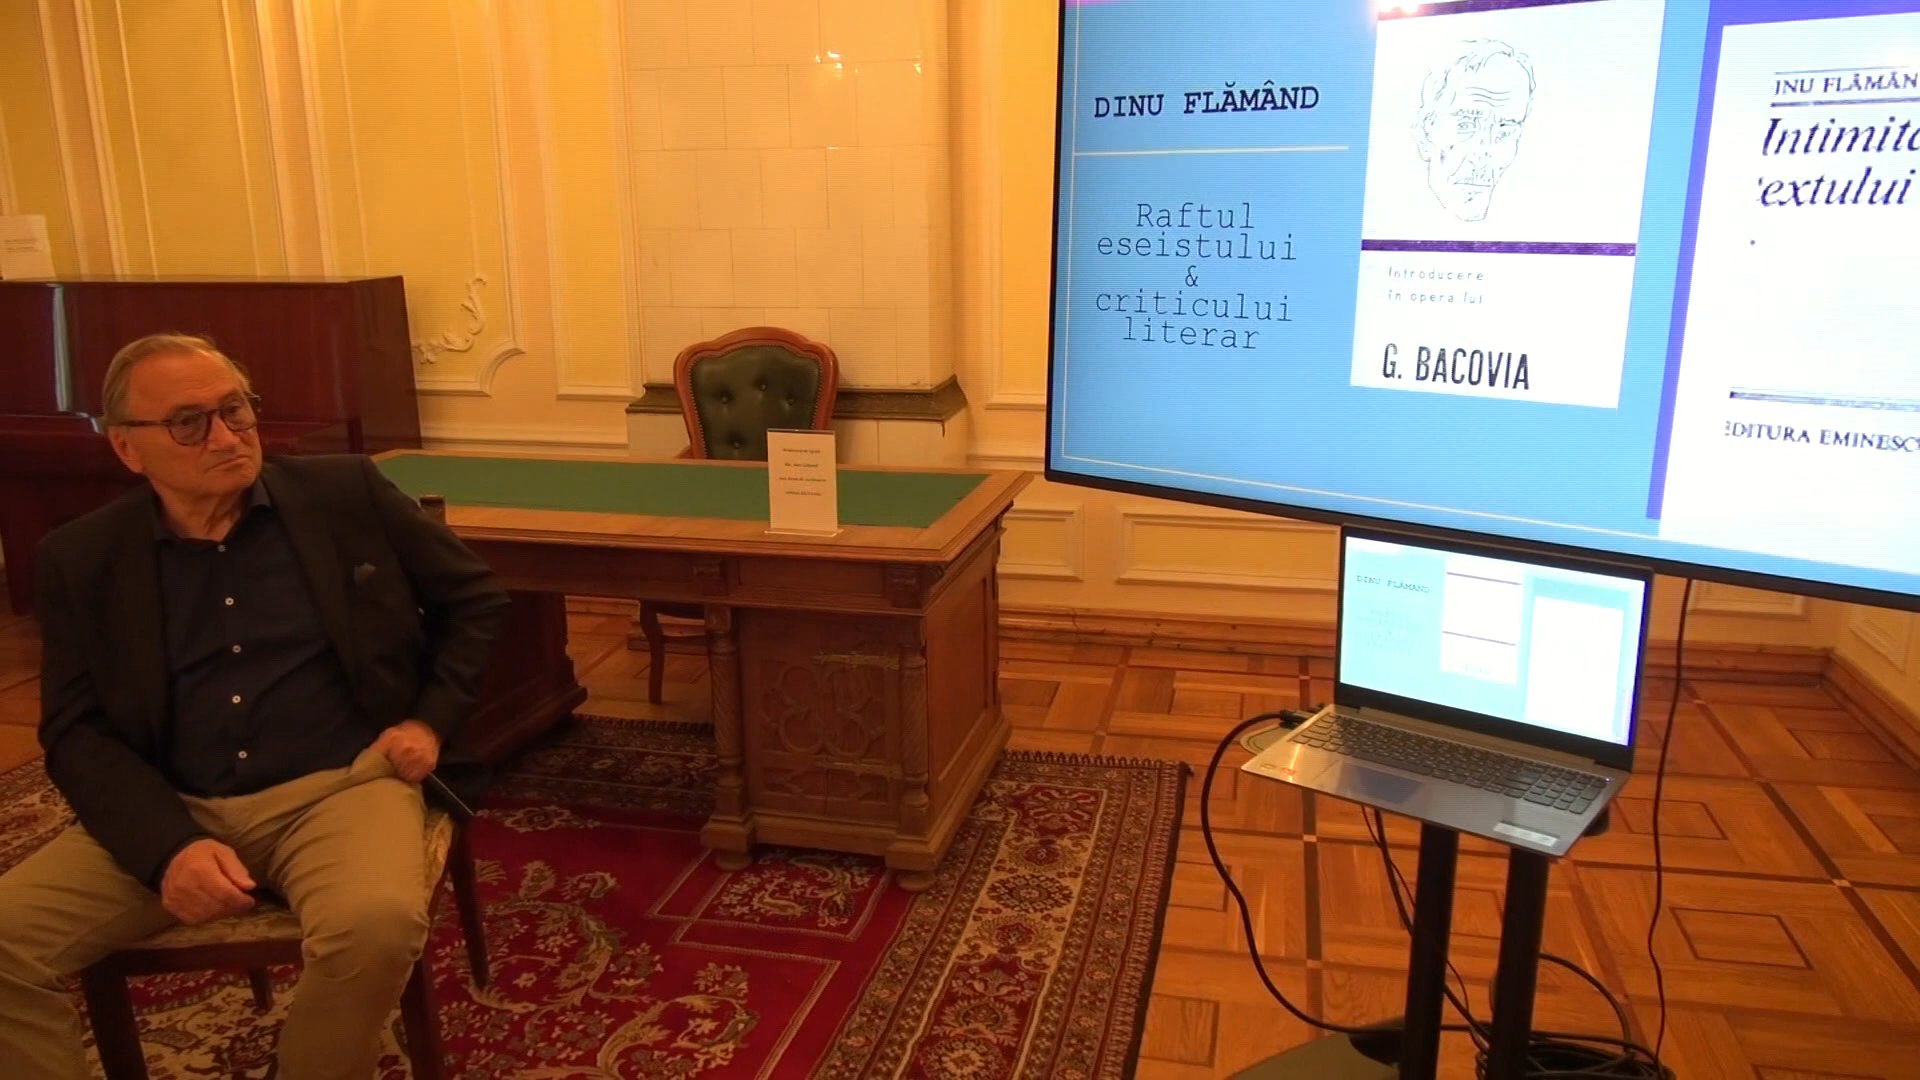 DINU FLĂMÂND
Raftul
eseistului
&
criticului
literar
Introducere
în opera lui
G. BACOVIA
INU FLĂMÂN
Intimita
extului
EDITURA EMINESC
DINU FLĂMÂND